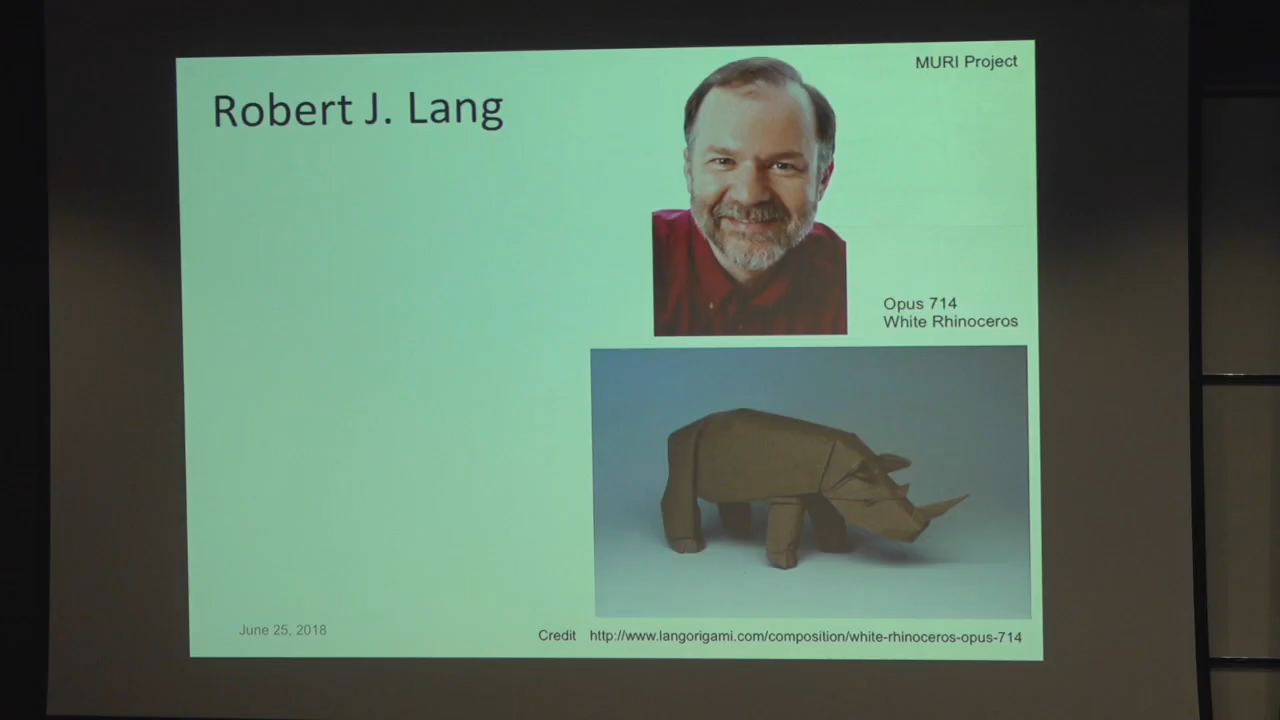 MURI Project
Robert J. Lang
Opus 714
White Rhinoceros
June 25, 2018
Credit http://www.langorigami.com/composition/white-rhinoceros-opus-714